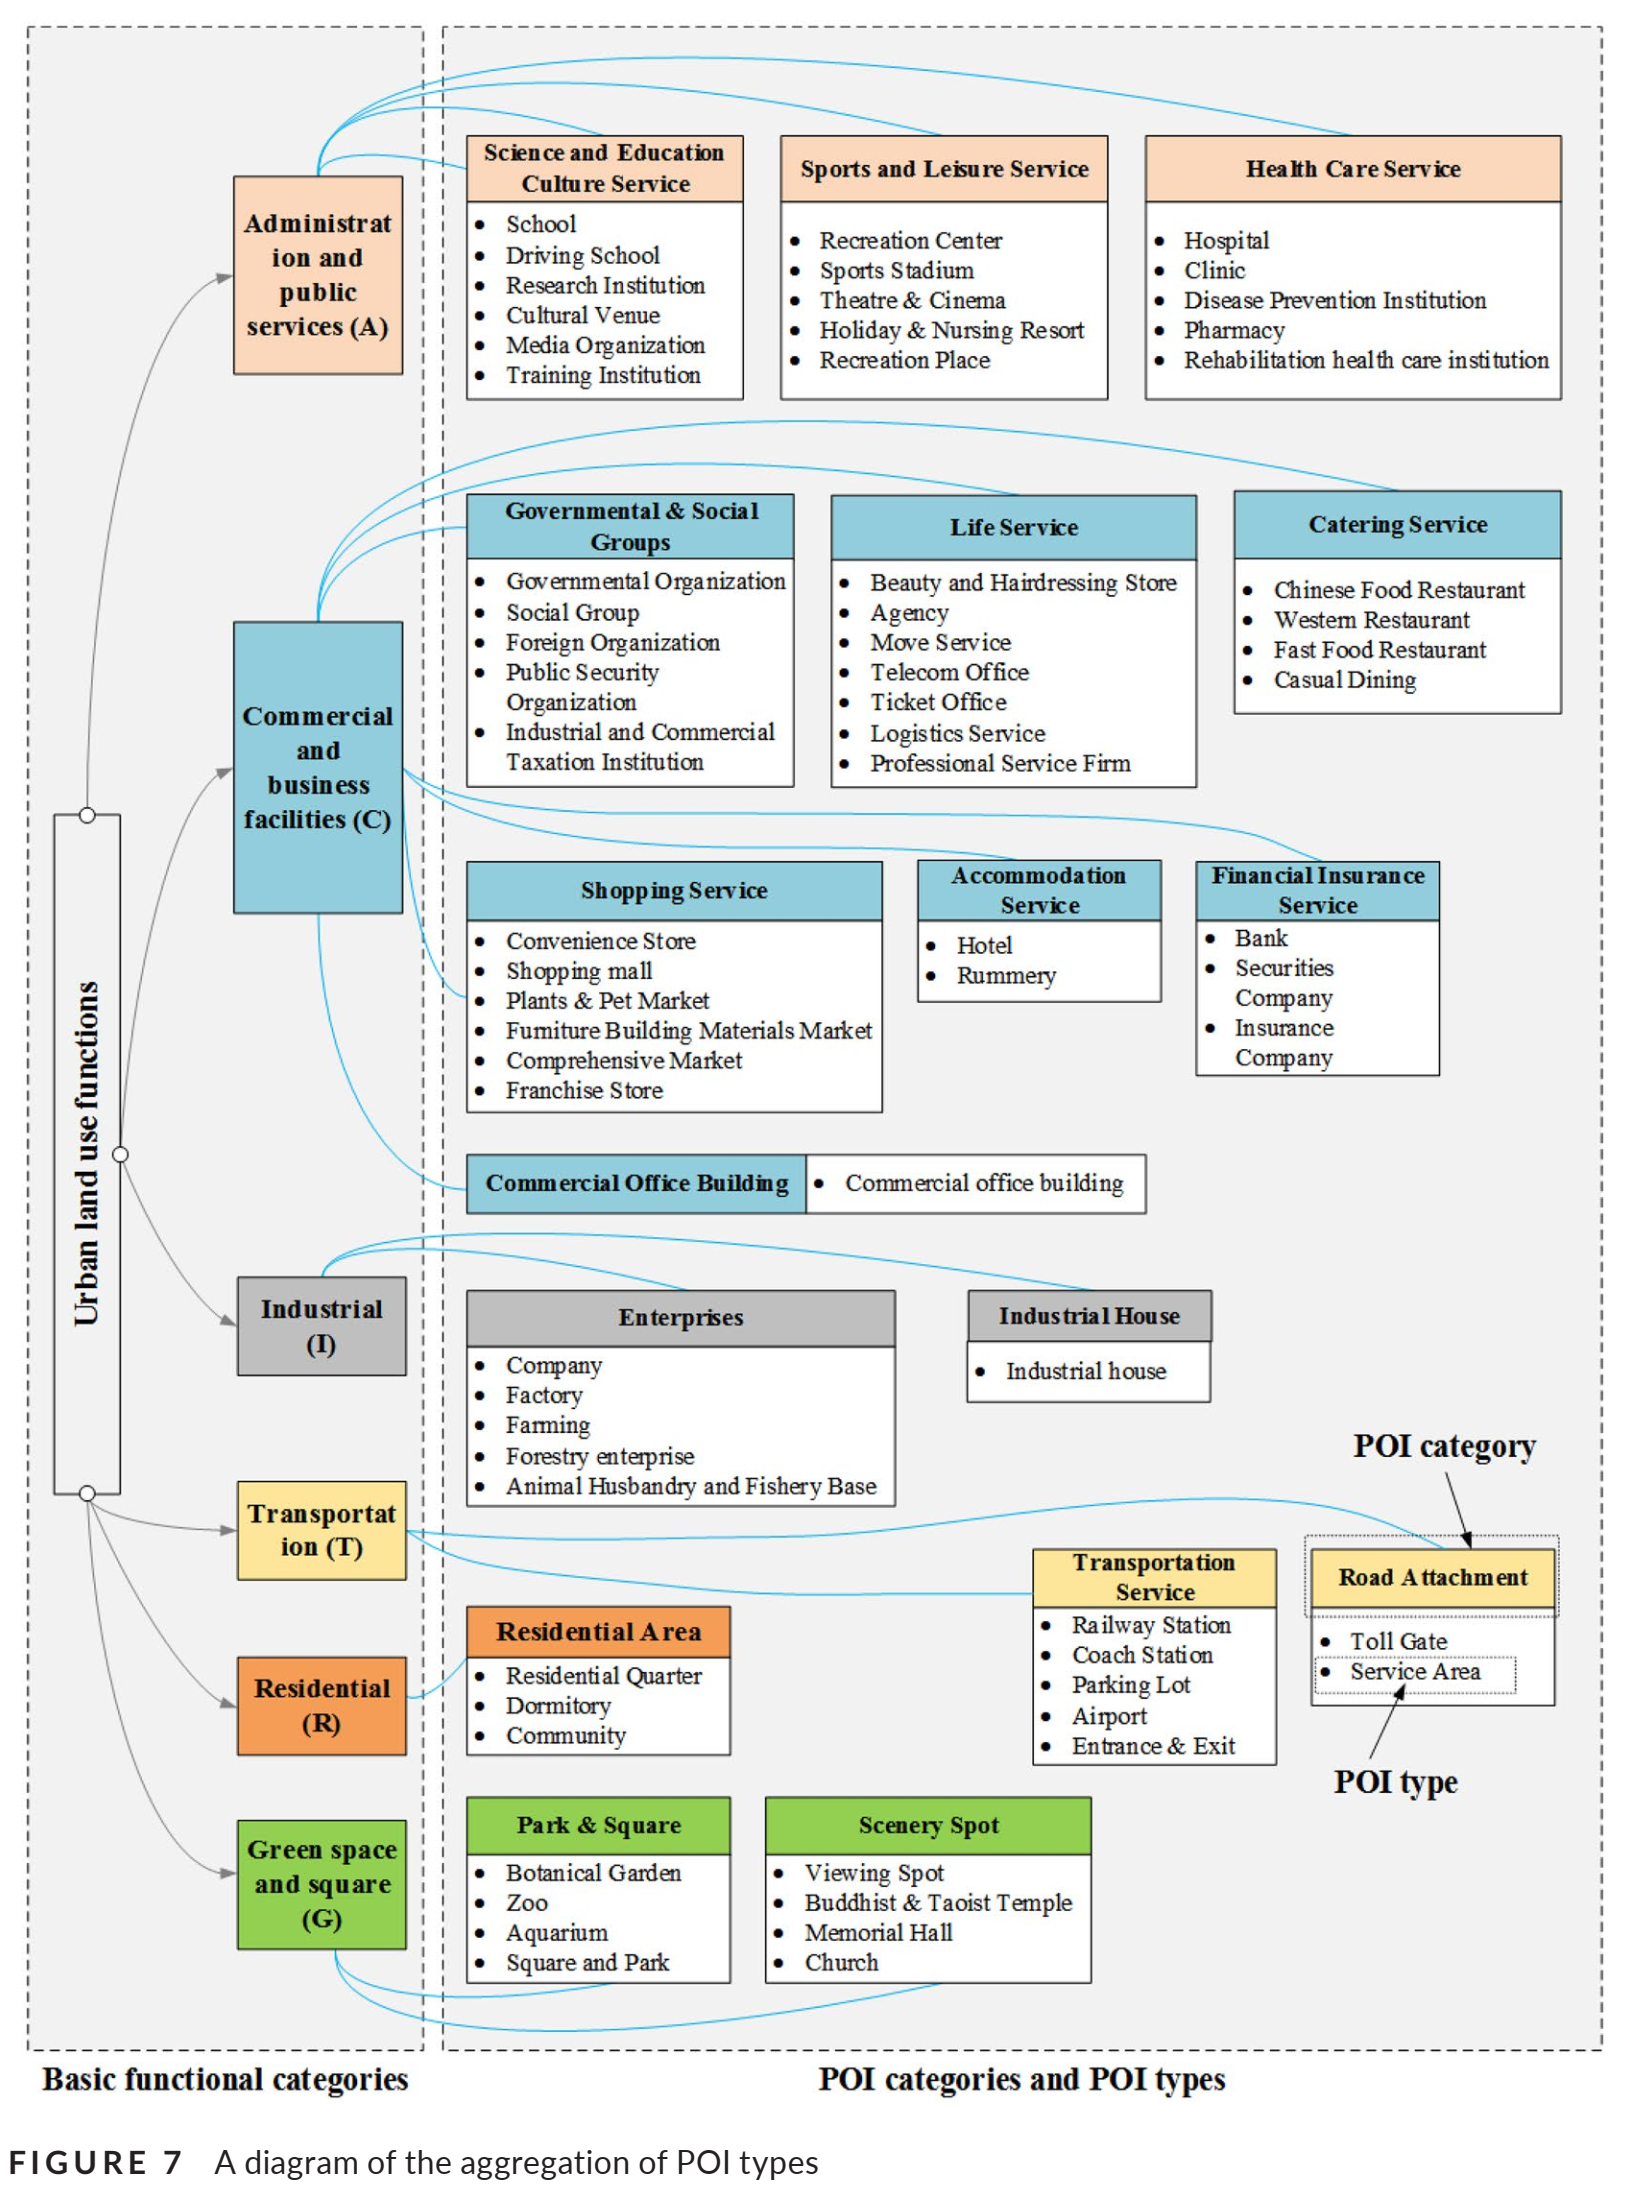 Urban land use functions
Administrat
ion and
public
services (A)
Science and Education
Culture Service
School
Driving School
Research Institution
Cultural Venue
Media Organization
Training Institution
Sports and Leisure Service
Recreation Center
Sports Stadium
Theatre & Cinema
Holiday & Nursing Resort
Recreation Place
Health Care Service
Hospital
Clinic
Disease Prevention Institution
Pharmacy
Rehabilitation health care institution
Commercial
and
business
facilities (C)
Governmental & Social
Groups
Governmental Organization
Social Group
Foreign Organization
Public Security
Organization
Industrial and Commercial
Taxation Institution
Life Service
Beauty and Hairdressing Store
Agency
Move Service
Telecom Office
Ticket Office
Logistics Service
Professional Service Firm
Catering Service
Chinese Food Restaurant
Western Restaurant
Fast Food Restaurant
Casual Dining
Shopping Service
Convenience Store
Shopping mall
Plants & Pet Market
Furniture Building Materials Market
Comprehensive Market
Franchise Store
Accommodation
Service
Hotel
Rummery
Financial Insurance
Service
Bank
Securities
Company
Insurance
Company
Commercial Office Building
Commercial office building
Industrial
(I)
Enterprises
Company
Factory
Farming
Forestry enterprise
Animal Husbandry and Fishery Base
Industrial House
Industrial house
Transportat
ion (T)
Transportation
Service
Railway Station
Coach Station
Parking Lot
Airport
Entrance & Exit
POI category
Road Attachment
Toll Gate
Service Area
POI type
Residential
(R)
Residential Area
Residential Quarter
Dormitory
Community
Green space
and square
(G)
Park & Square
Botanical Garden
Zoo
Aquarium
Square and Park
Scenery Spot
Viewing Spot
Buddhist & Taoist Temple
Memorial Hall
Church
Basic functional categories
POI categories and POI types
FIGURE 7 A diagram of the aggregation of POI types